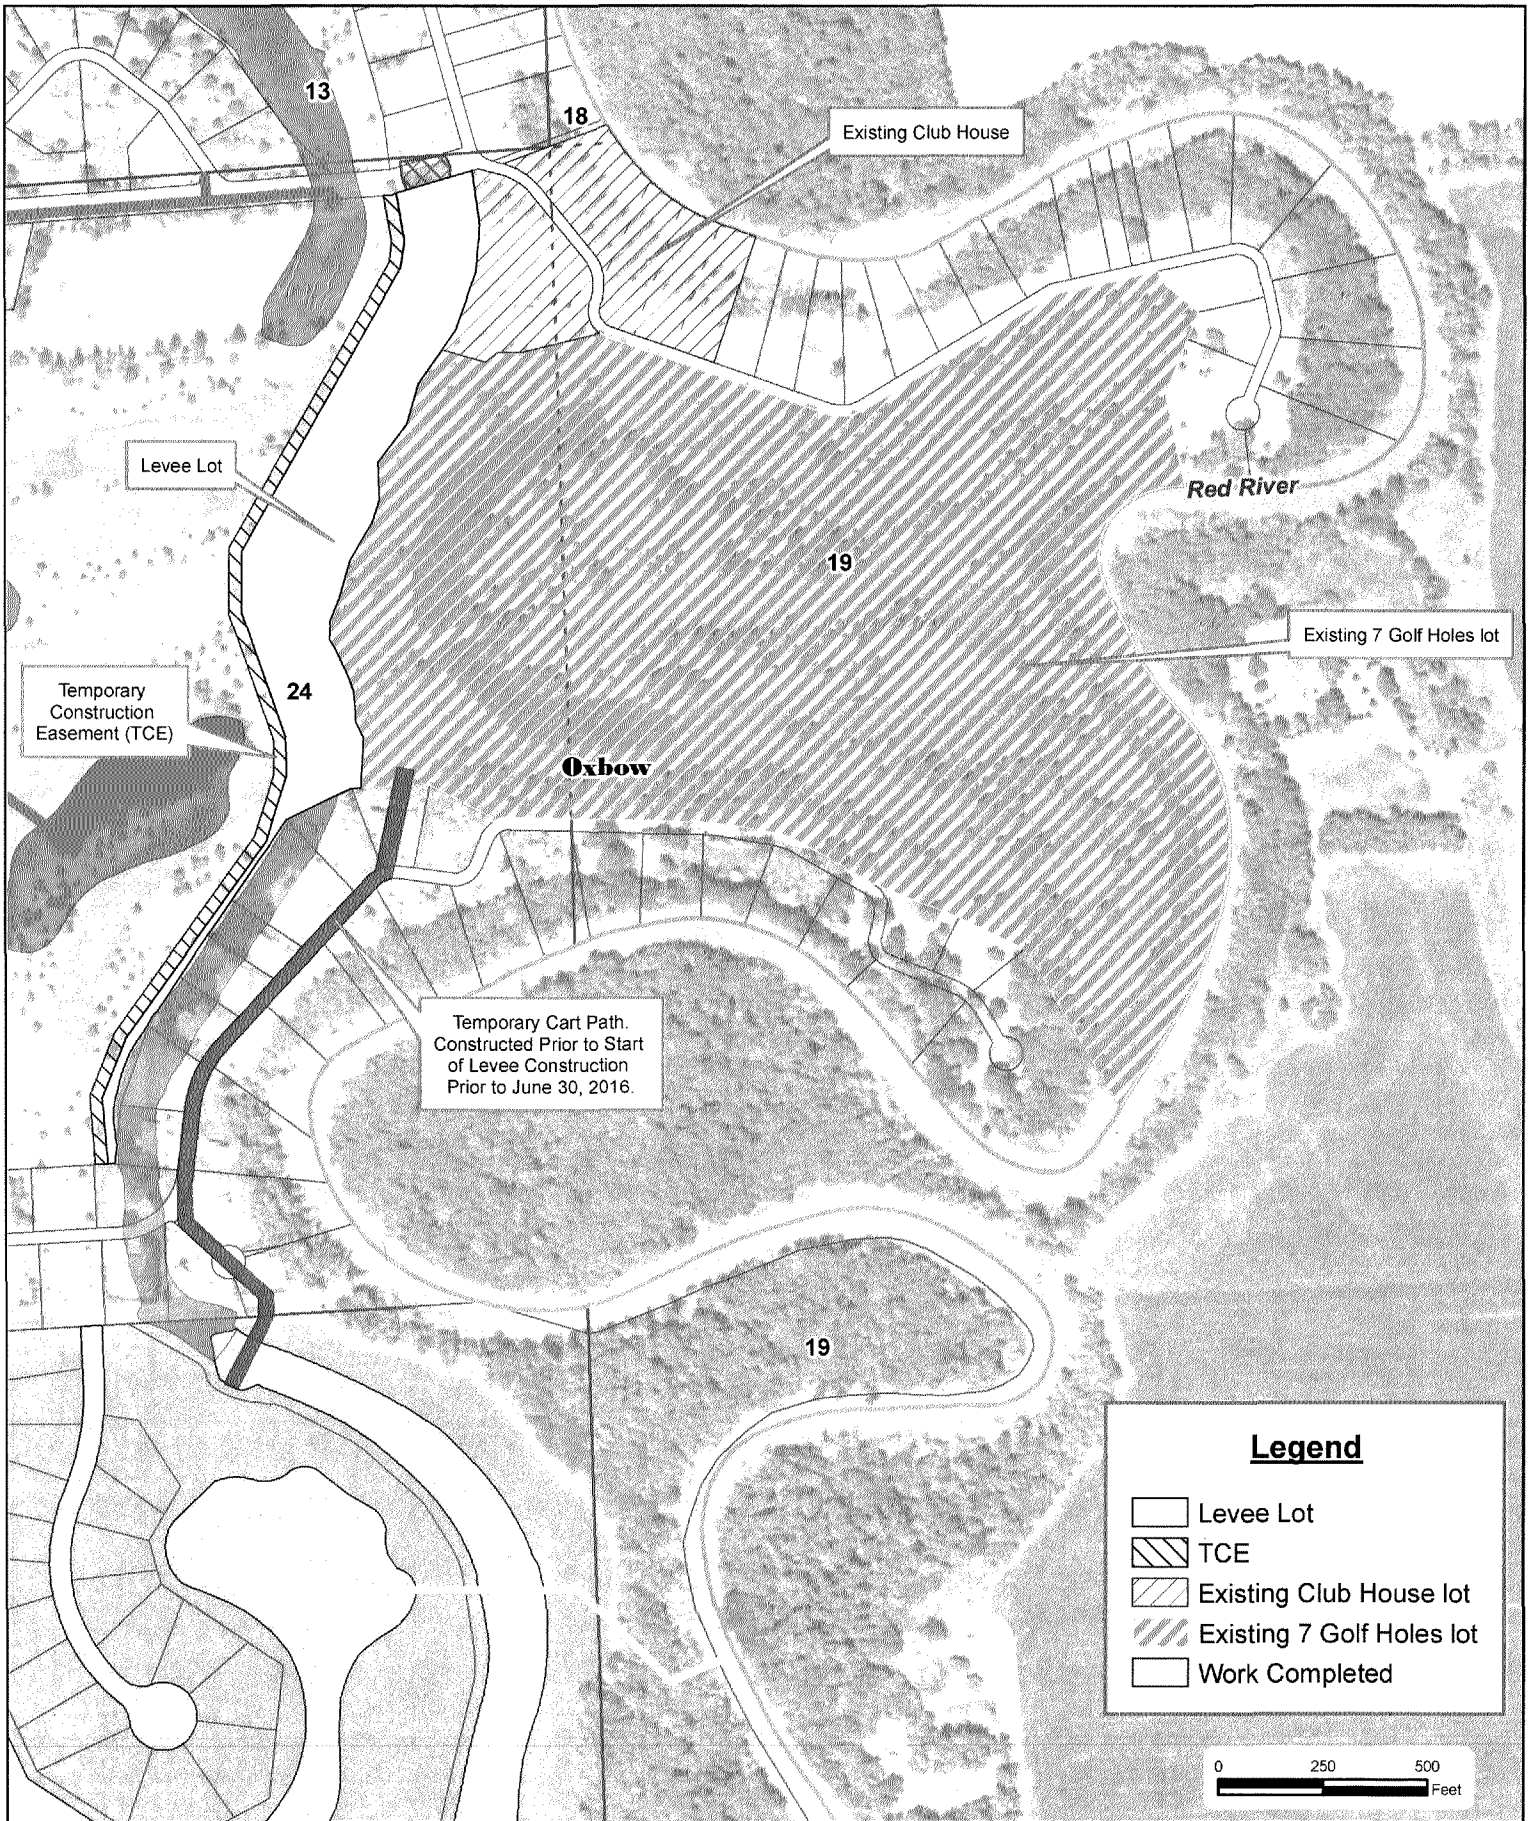 13
18
Existing Club House
Levee Lot
Red River
19
Existing 7 Golf Holes lot
Temporary
Construction
Easement (TCE)
24
Oxbow
Temporary Cart Path.
Constructed Prior to Start
of Levee Construction
Prior to June 30, 2016.
19
Legend
Levee Lot
TCE
Existing Club House lot
Existing 7 Golf Holes lot
Work Completed
0 250 500
Feet